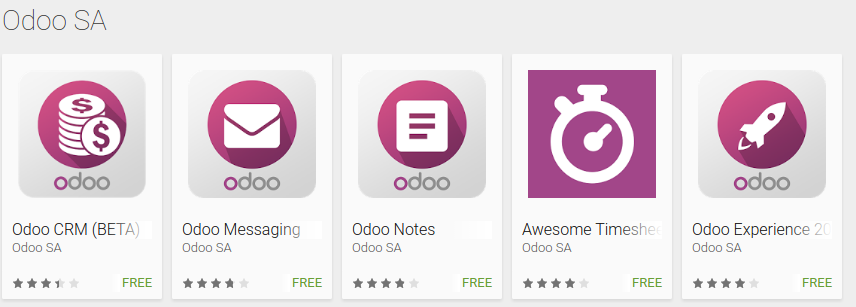 Odoo SA
odoo
odoo
odoo
odoo
Odoo CRM (BETA)
Odoo SA
FREE
Odoo Messaging
Odoo SA
FREE
Odoo Notes
Odoo SA
FREE
Awesome Timeshee
Odoo SA
FREE
Odoo Experience 20
Odoo SA
FREE